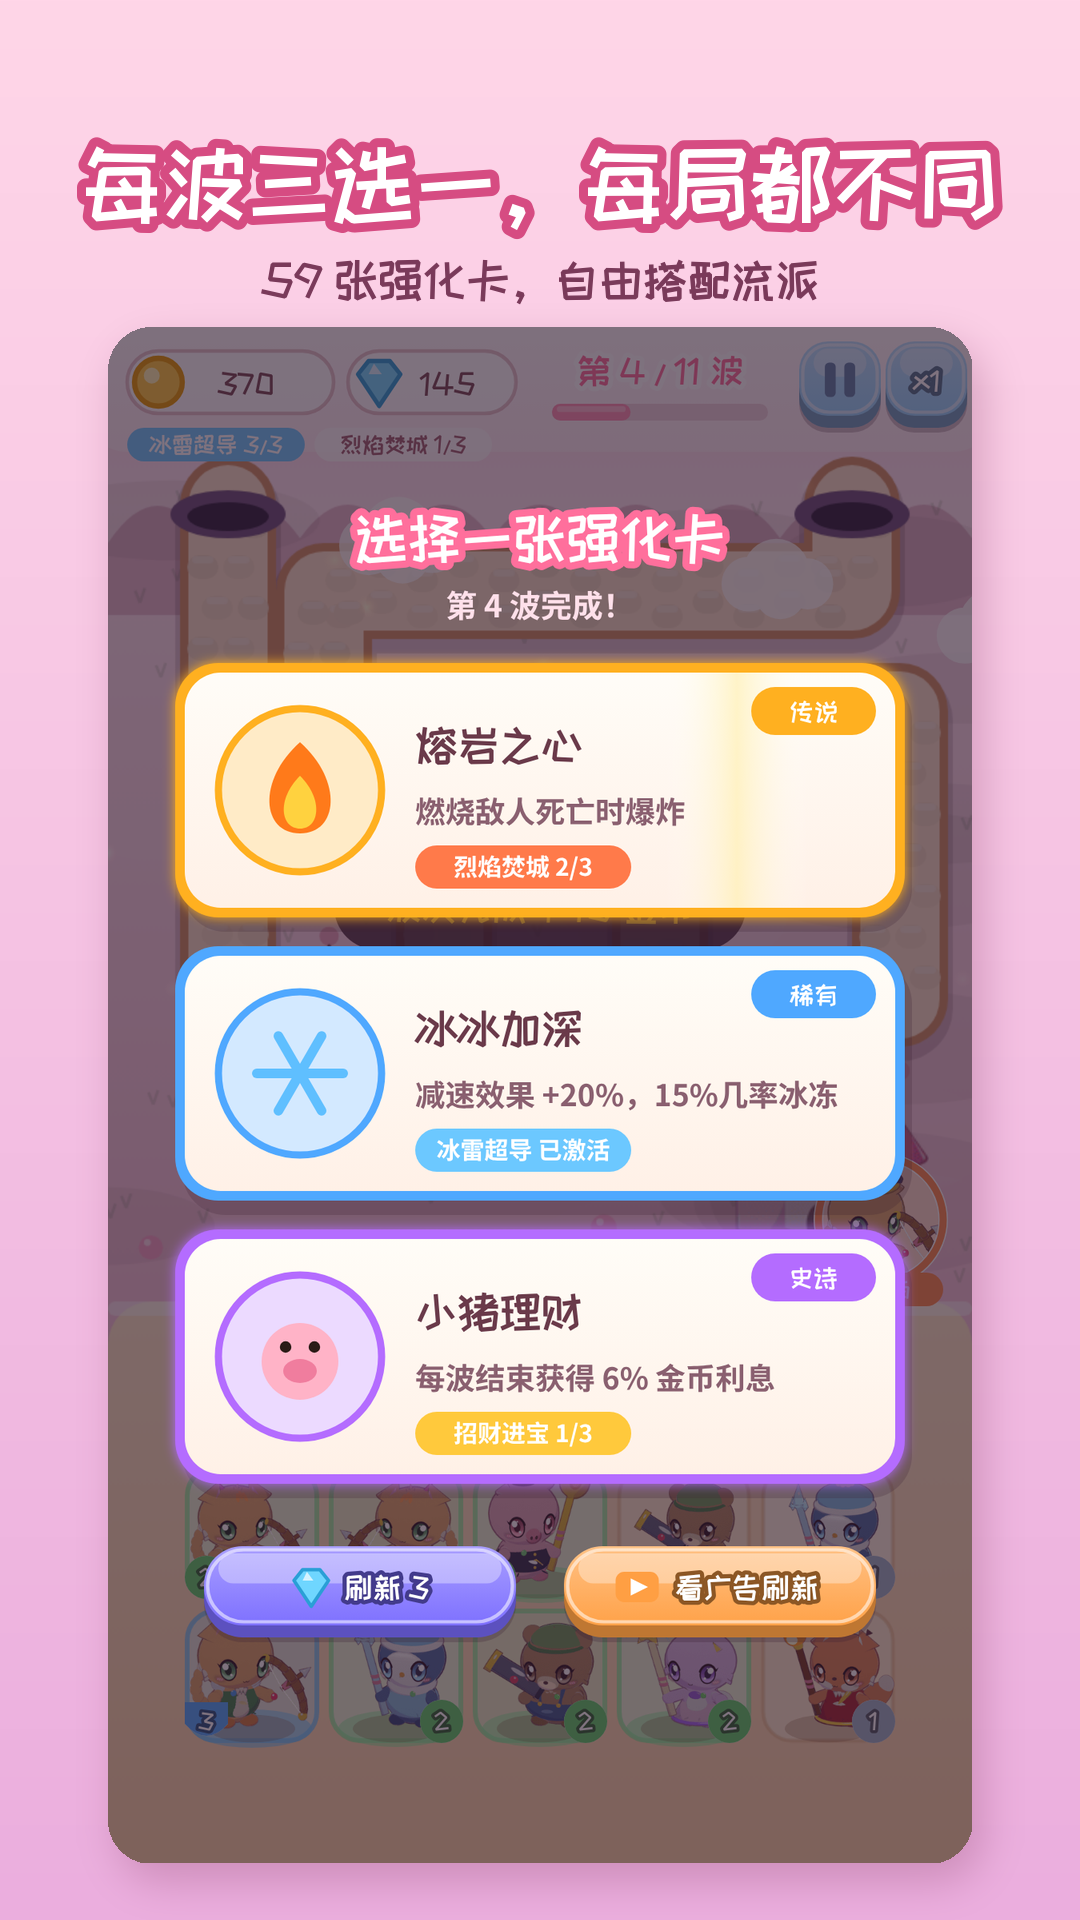 每波三选一，每局都不同
59 张强化卡，自由搭配流派
370
145
第 4 / 11 波
×1
冰雷超导 3/3
烈焰焚城 1/3
选择一张强化卡
第 4 波完成！
传说
熔岩之心
燃烧敌人死亡时爆炸
烈焰焚城 2/3
稀有
冰冰加深
减速效果 +20%，15%几率冰冻
冰雷超导 已激活
史诗
小猪理财
每波结束获得 6% 金币利息
招财进宝 1/3
刷新 3
看广告刷新
3
2
2
2
1